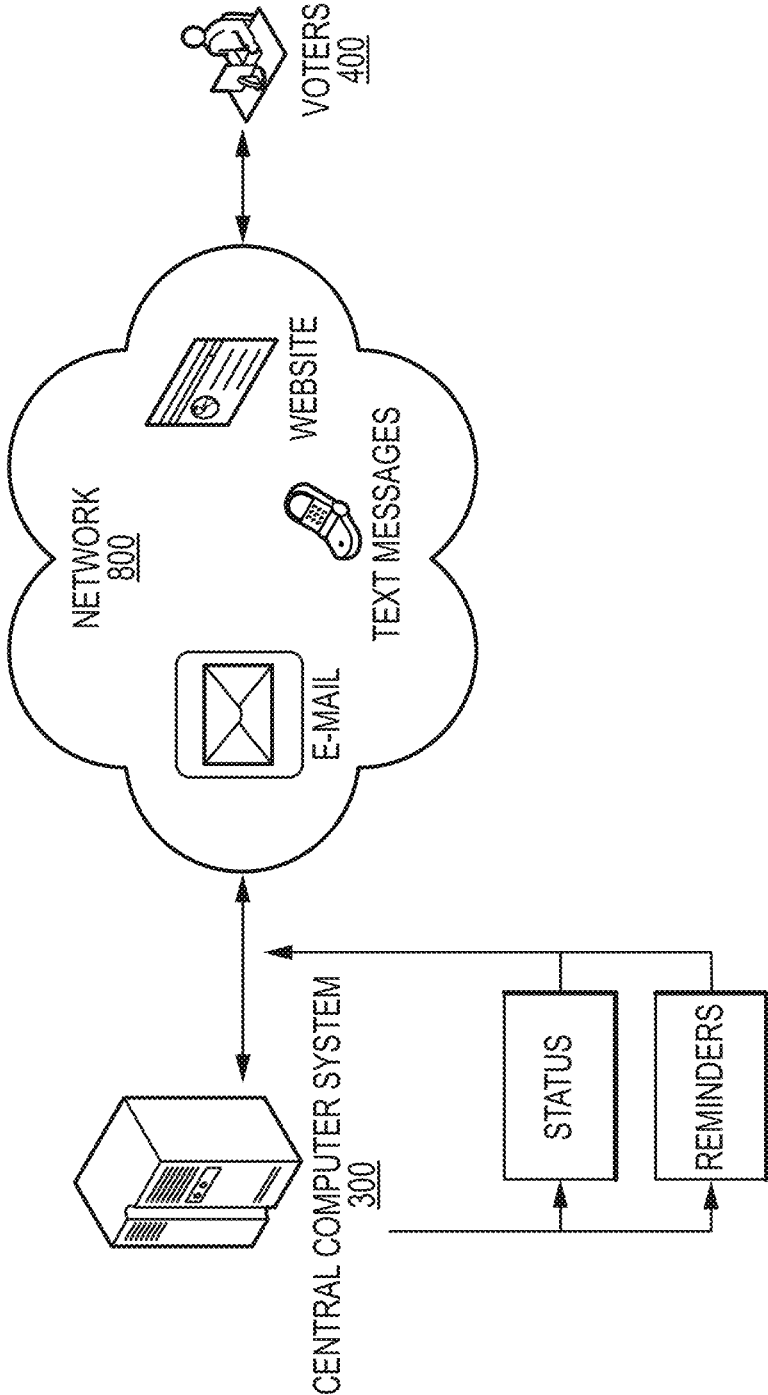 NETWORK
800
VOTERS
400
WEBSITE
TEXT MESSAGES
E-MAIL
CENTRAL COMPUTER SYSTEM
300
STATUS
REMINDERS